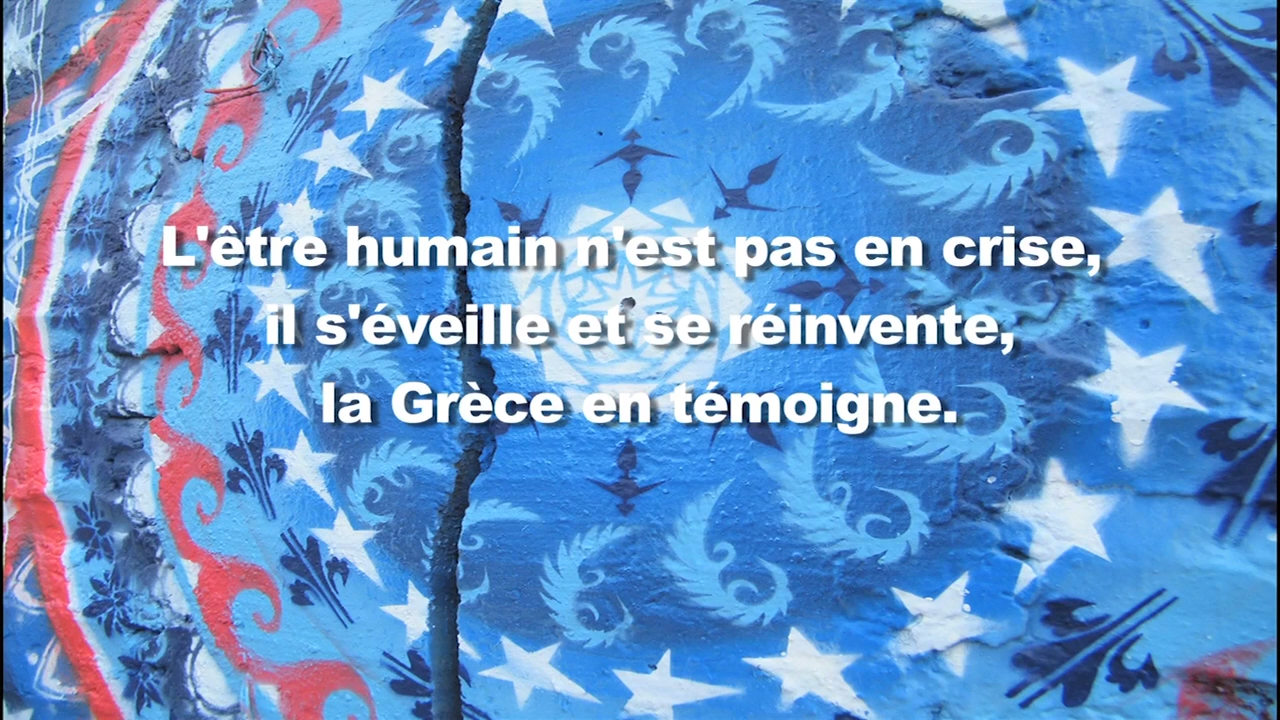 L'être humain n'est pas en crise,
il s'éveille et se réinvente,
la Grèce en témoigne.